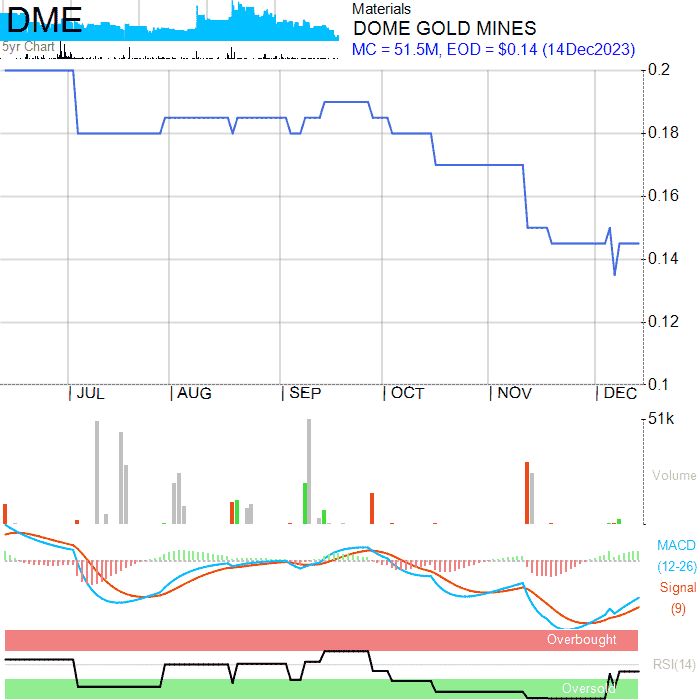 DME
5yr Chart
Materials
DOME GOLD MINES
MC = 51.5M, EOD = $0.14 (14Dec2023)
0.2
0.18
0.16
0.14
0.12
0.1
JUL AUG SEP OCT NOV DEC
51k
Volume
MACD
(12-26)
Signal
(9)
Overbought
RSI(14)
Oversold